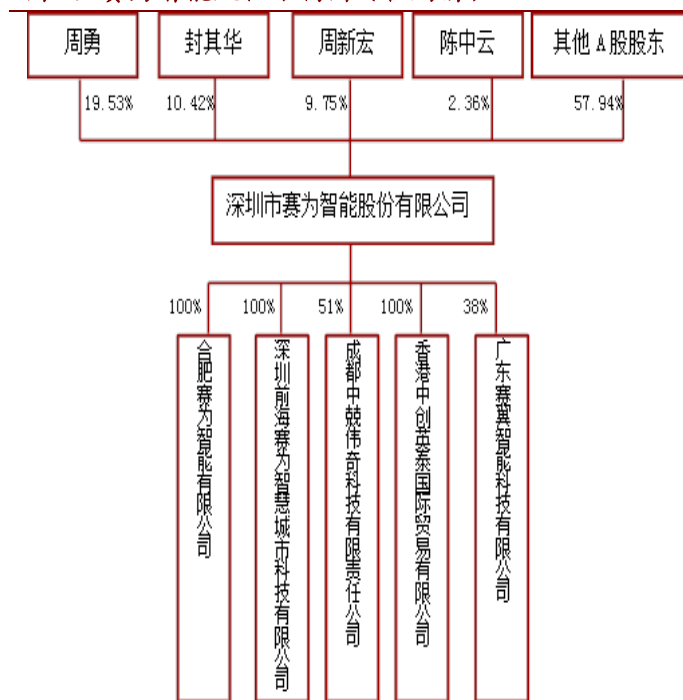 周勇
封其华
周新宏
陈中云
其他A股股东
19.53%
10.42%
9.75%
2.36%
57.94%
深圳市赛为智能股份有限公司
100%
100%
51%
100%
38%
合肥赛为智能有限公司
深圳前海赛为智慧城市科技有限公司
成都中兢伟奇科技有限责任公司
香港中创英泰国际贸易有限公司
广东赛翼智能科技有限公司